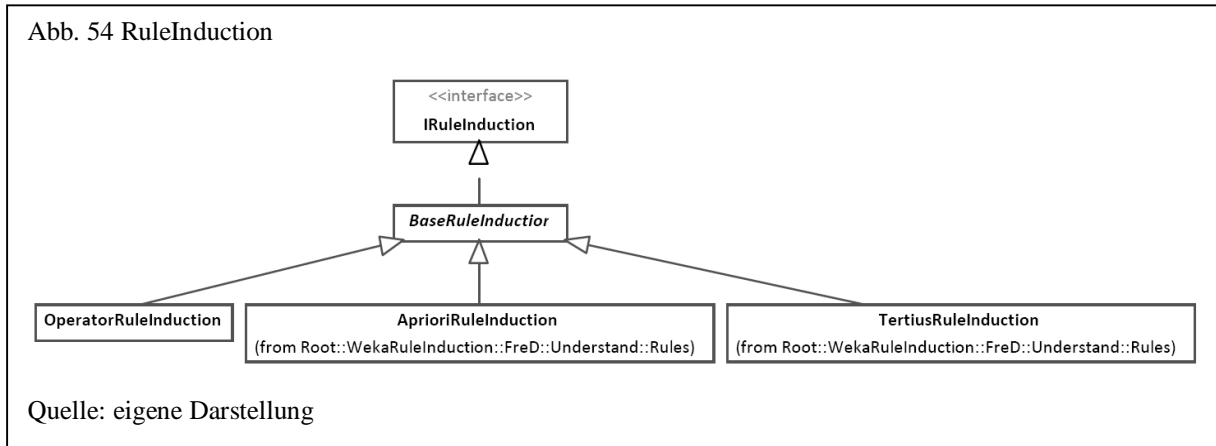 Abb. 54 RuleInduction
<<interface>>
IRuleInduction
BaseRuleInductior
OperatorRuleInduction
AprioriRuleInduction
(from Root::WekaRuleInduction::FreD::Understand::Rules)
TertiusRuleInduction
(from Root::WekaRuleInduction::FreD::Understand::Rules)
Quelle: eigene Darstellung